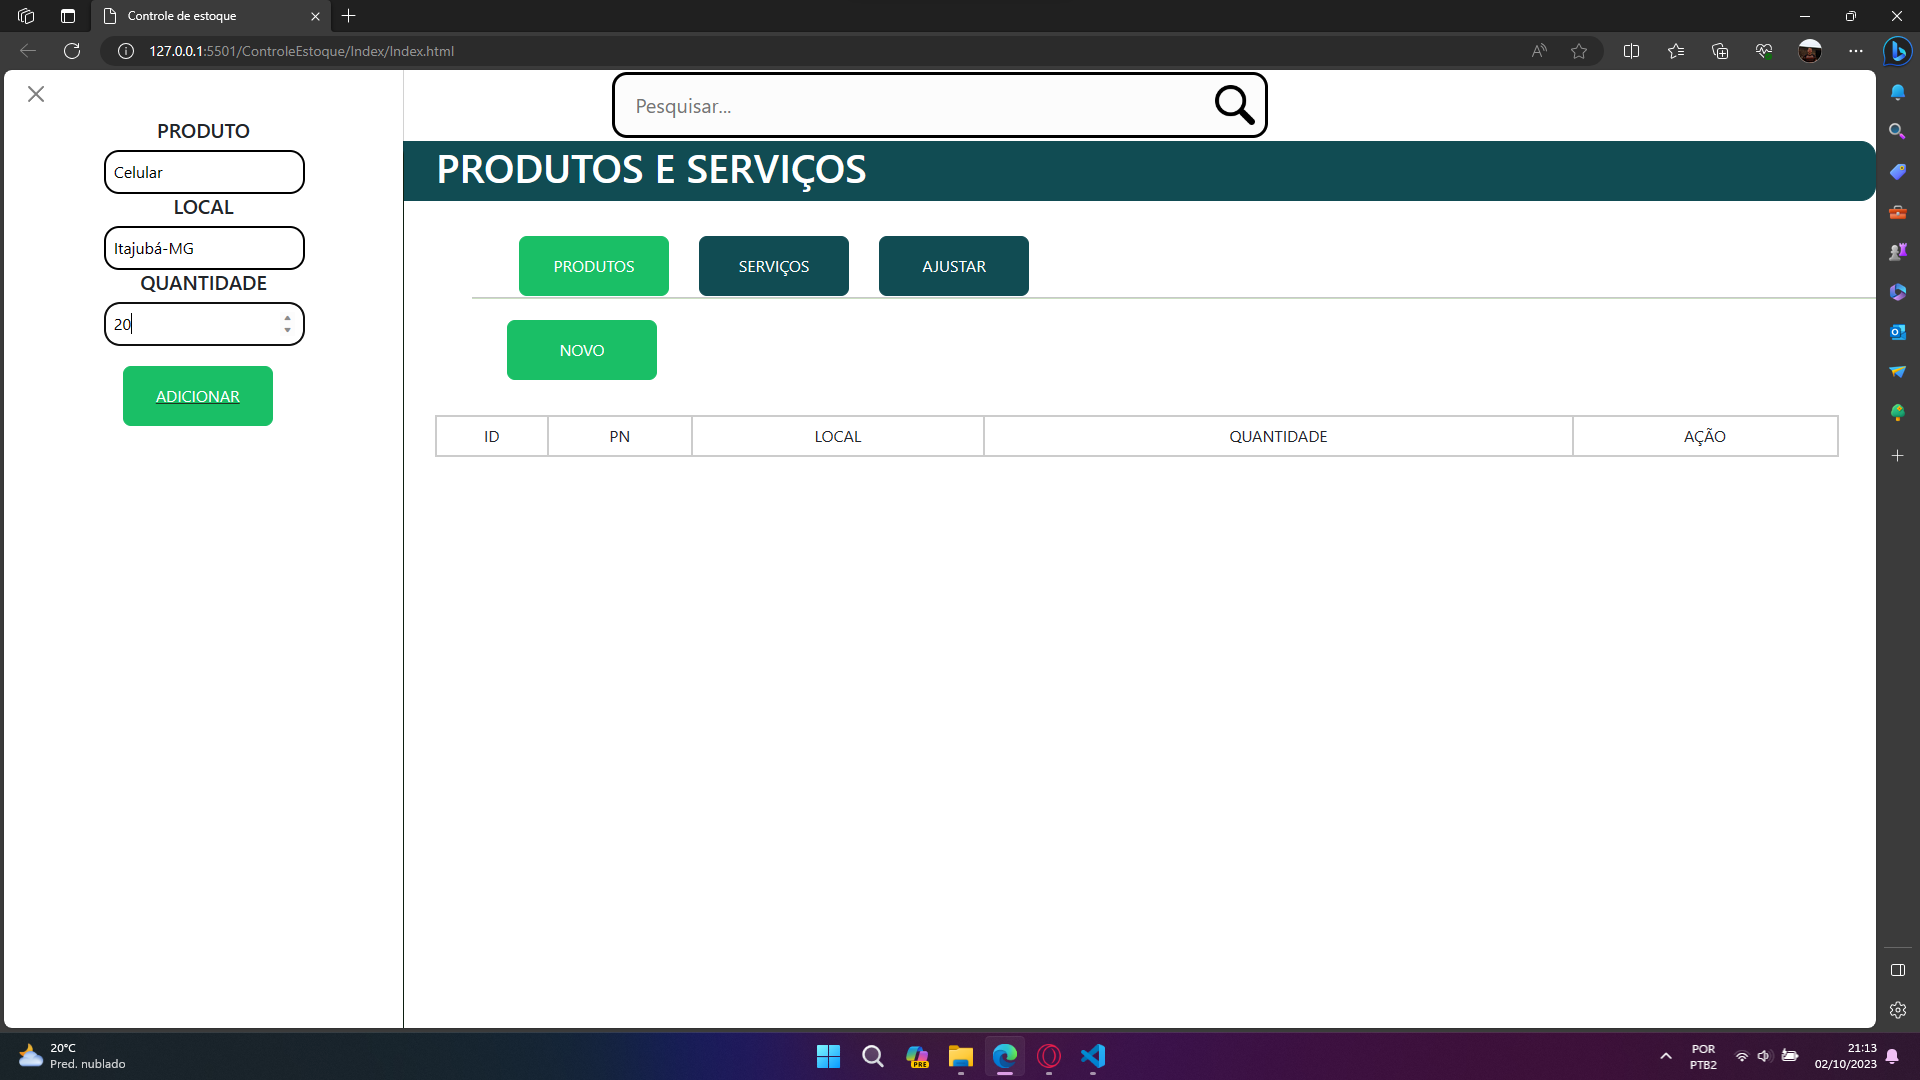 Controle de estoque
127.0.0.1:5501/ControleEstoque/Index/Index.html
PRODUTO
Celular
LOCAL
Itajubá-MG
QUANTIDADE
20
ADICIONAR
Pesquisar...
PRODUTOS E SERVIÇOS
PRODUTOS SERVIÇOS AJUSTAR
NOVO
ID PN LOCAL QUANTIDADE AÇÃO
20°C
Pred. nublado
PRE
POR
PTB2
21:13
02/10/2023